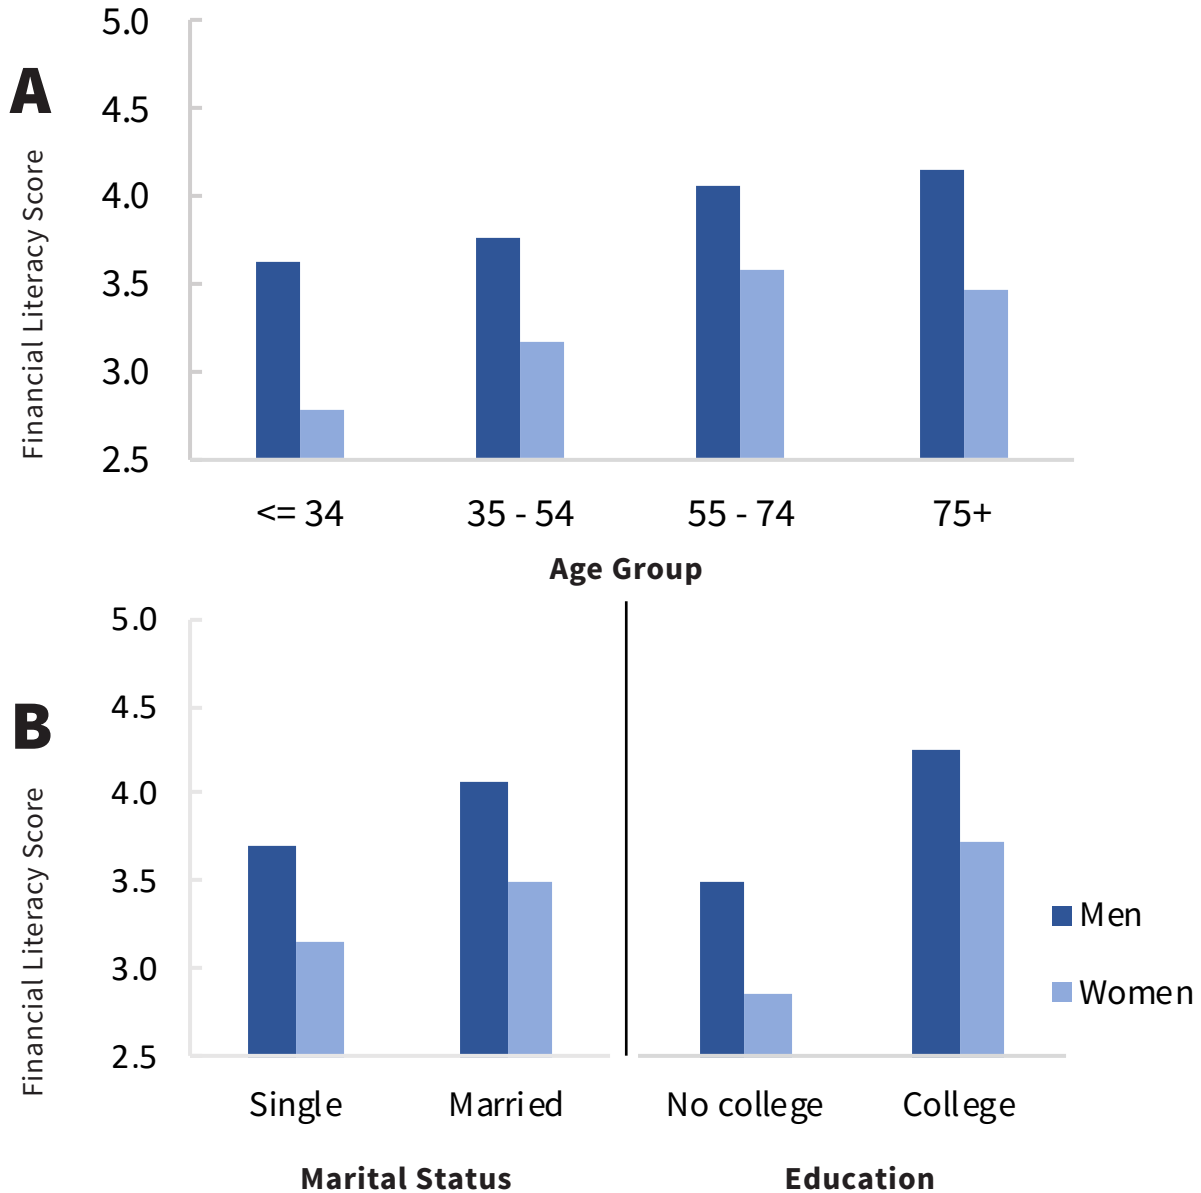 A
Financial Literacy Score
5.0
4.5
4.0
3.5
3.0
2.5
<= 34 35 - 54 55 - 74 75+
Age Group
B
Financial Literacy Score
5.0
4.5
4.0
3.5
3.0
2.5
Single Married No college College
Marital Status Education
Men
Women